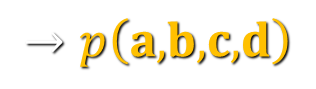 → p(a,b,c,d)